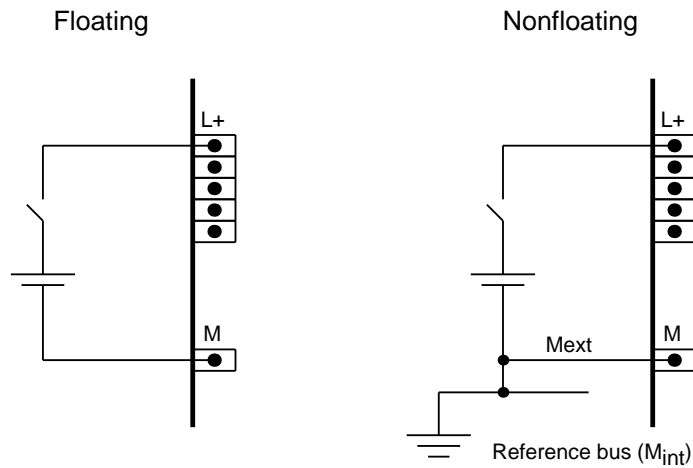 Floating
Nonfloating
L+
L+
M
Mext
M
Reference bus (Mint)